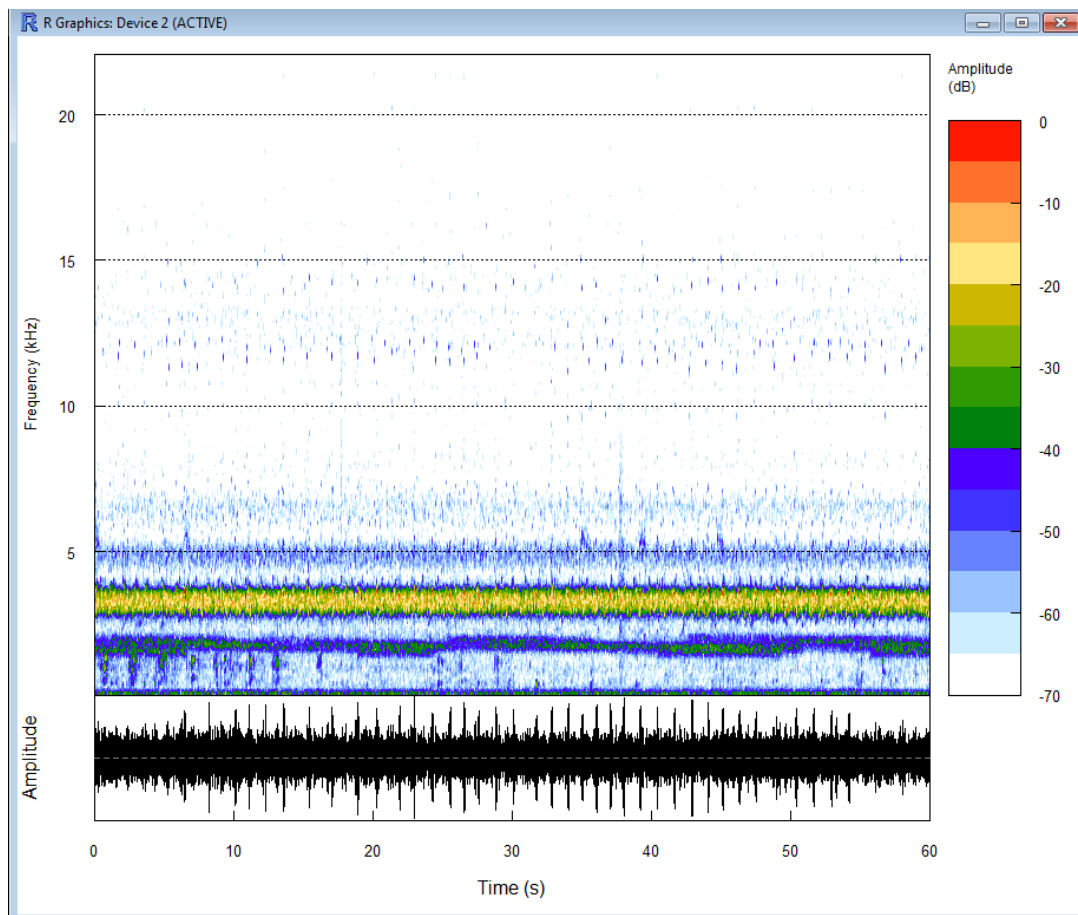 R Graphics: Device 2 (ACTIVE)
Amplitude
(dB)
0
-10
-20
-30
-40
-50
-60
-70
Frequency (kHz)
20
15
10
5
Amplitude
0 10 20 30 40 50 60
Time (s)